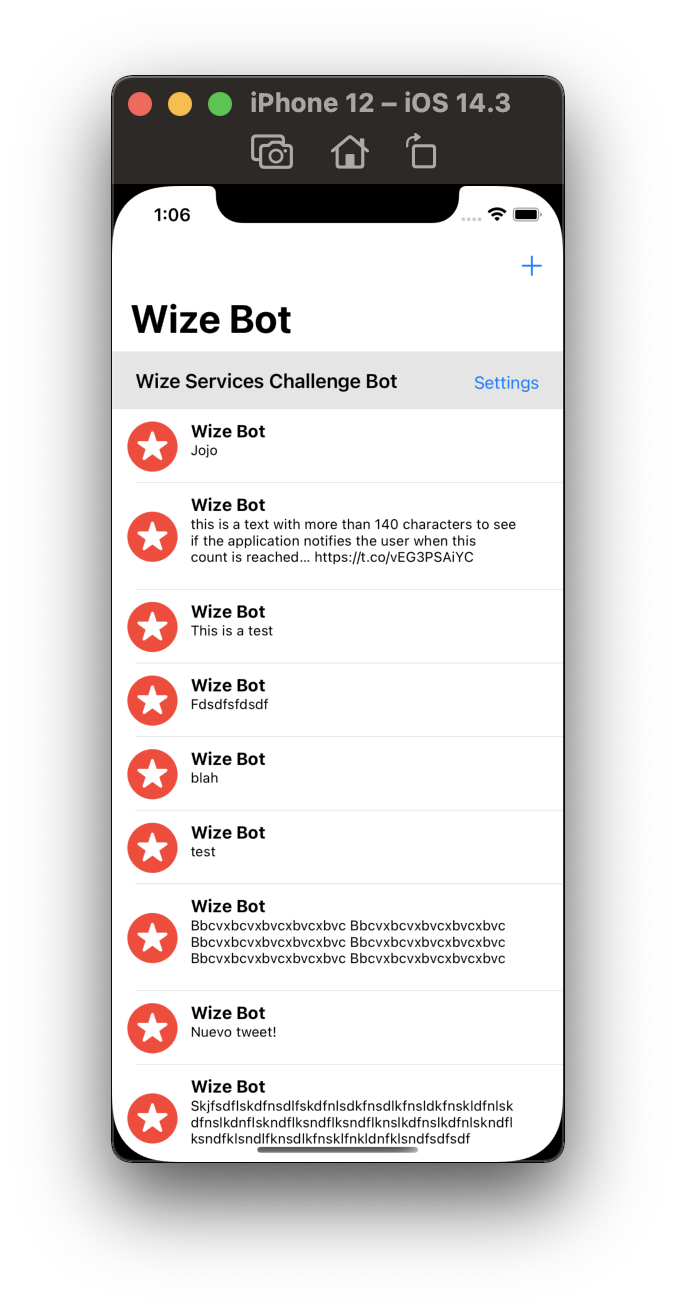 iPhone 12 – iOS 14.3
1:06
Wize Bot
Wize Services Challenge Bot
Settings
Wize Bot
Jojo
Wize Bot
this is a text with more than 140 characters to see
if the application notifies the user when this
count is reached… https://t.co/vEG3PSAiYC
Wize Bot
This is a test
Wize Bot
Fdsdfsfdsdf
Wize Bot
blah
Wize Bot
test
Wize Bot
Bbcvxbcvxbvcxbvcxbvc Bbcvxbcvxbvcxbvcxbvc
Bbcvxbcvxbvcxbvcxbvc Bbcvxbcvxbvcxbvcxbvc
Bbcvxbcvxbvcxbvcxbvc Bbcvxbcvxbvcxbvcxbvc
Wize Bot
Nuevo tweet!
Wize Bot
Skjfsdflskdfnsdlfskdfnlsdkfnsdlkfnsldkfnskldfnlsk
dfnslkdnflskndflksndflksndflknslkdfnslkdfnlskndfl
ksndfklsndlfknsdlkfnsklfnkldnfklsndfsdfsdf